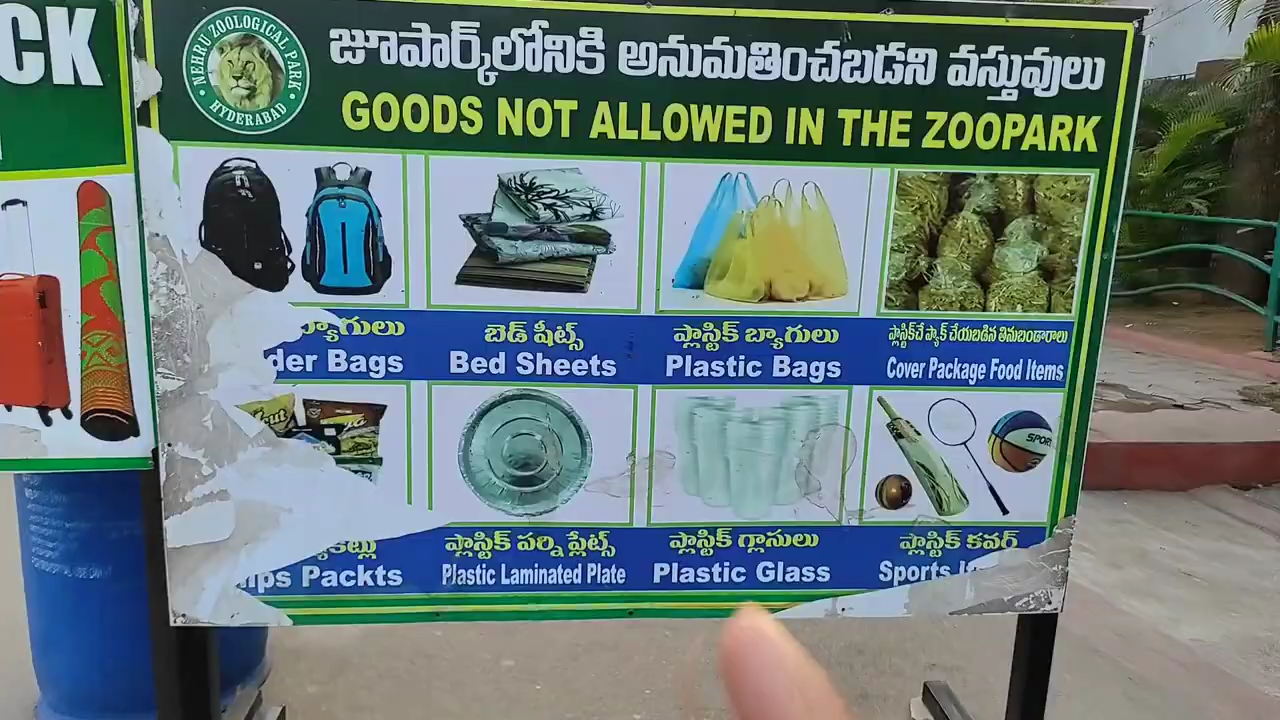 CK
NEHRU ZOOLOGICAL PARK
HYDERABAD
జూపార్క్‌లోనికి అనుమతించబడని వస్తువులు
GOODS NOT ALLOWED IN THE ZOOPARK
బెడ్ షీట్స్ ప్లాస్టిక్ బ్యాగులు ప్లాస్టిక్‌చే ప్యాక్ చేయబడిన తినుబండారాలు
der Bags Bed Sheets Plastic Bags Cover Package Food Items
SPOR
ప్లాస్టిక్ పర్ని ప్లేట్స్ ప్లాస్టిక్ గ్లాసులు ప్లాస్టిక్ కవర్
ps Packts Plastic Laminated Plate Plastic Glass Sports